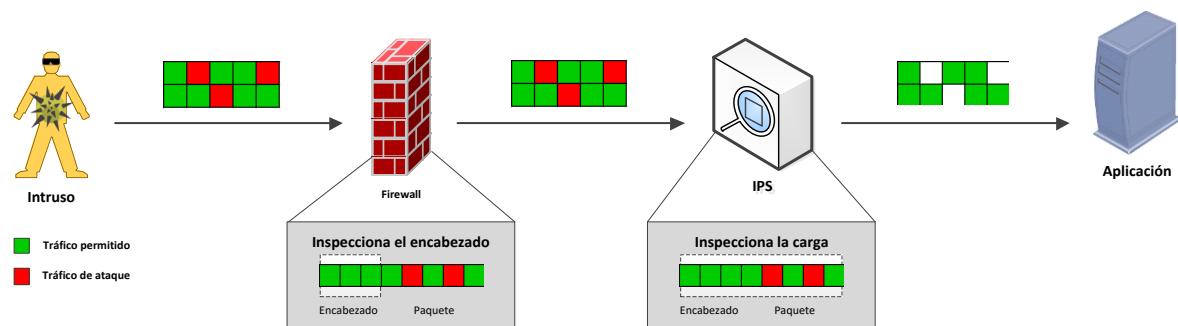 Intruso
Firewall
IPS
Aplicación
Tráfico permitido
Tráfico de ataque
Inspecciona el encabezado
Encabezado
Paquete
Inspecciona la carga
Encabezado
Paquete